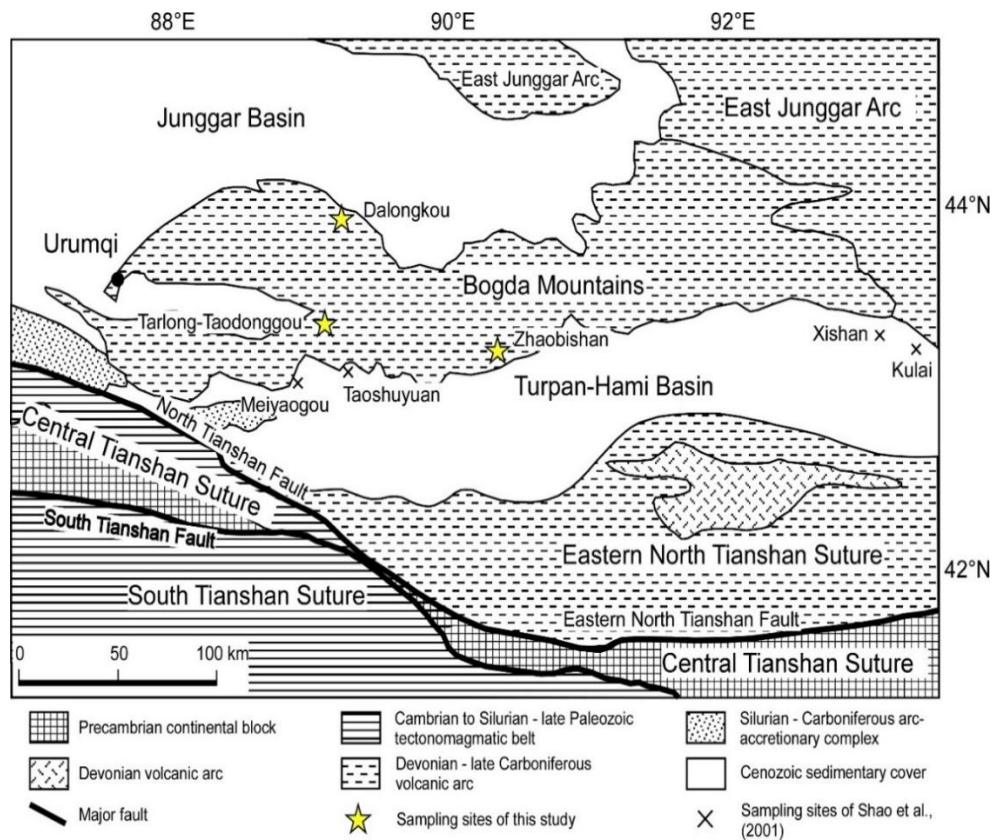 88°E
90°E
92°E
East Junggar Arc
East Junggar Arc
Junggar Basin
44°N
Dalongkou
Urumqi
Bogda Mountains
Tarlong-Taodonggou
Zhaobishan
Xishan
Kulai
Taoshuyuan
Meiyaogou
Turpan-Hami Basin
North Tianshan Fault
Central Tianshan Suture
South Tianshan Fault
Eastern North Tianshan Suture
42°N
South Tianshan Suture
Eastern North Tianshan Fault
Central Tianshan Suture
0 50 100 km
Precambrian continental block
Cambrian to Silurian - late Paleozoic
tectonomagmatic belt
Silurian - Carboniferous arc-
accretionary complex
Devonian volcanic arc
Devonian - late Carboniferous
volcanic arc
Cenozoic sedimentary cover
Major fault
Sampling sites of this study
Sampling sites of Shao et al.,
(2001)